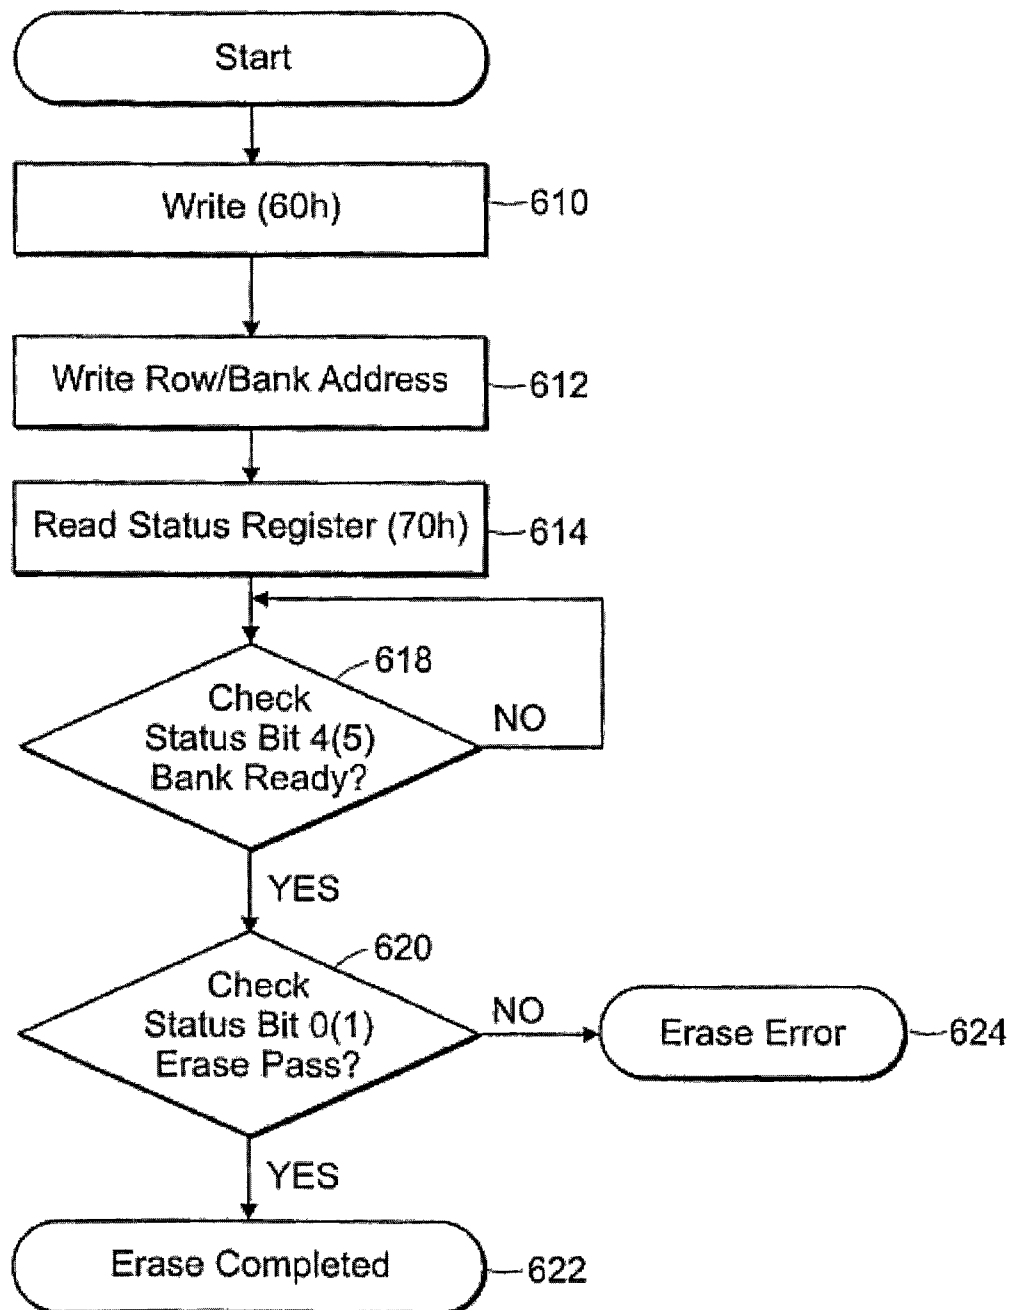 Start
Write (60h)
610
Write Row/Bank Address
612
Read Status Register (70h)
614
618
Check
Status Bit 4(5)
Bank Ready?
NO
YES
620
Check
Status Bit 0(1)
Erase Pass?
NO
Erase Error
624
YES
Erase Completed
622